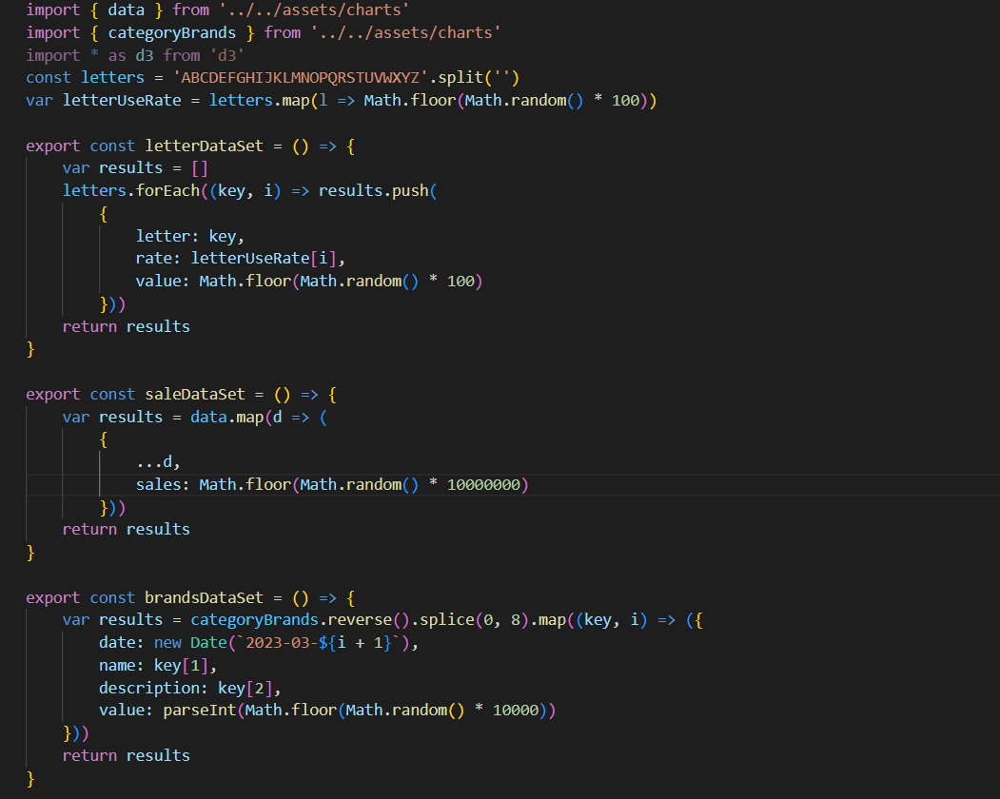 import { data } from '../../assets/charts'
import { categoryBrands } from '../../assets/charts'
import * as d3 from 'd3'
const letters = 'ABCDEFGHIJKLMNOPQRSTUVWXYZ'.split('')
var letterUseRate = letters.map(l => Math.floor(Math.random() * 100))

export const letterDataSet = () => {
    var results = []
    letters.forEach((key, i) => results.push(
        {
            letter: key,
            rate: letterUseRate[i],
            value: Math.floor(Math.random() * 100)
        }))
    return results
}

export const saleDataSet = () => {
    var results = data.map(d => (
        {
            ...d,
            sales: Math.floor(Math.random() * 10000000)
        }))
    return results
}

export const brandsDataSet = () => {
    var results = categoryBrands.reverse().splice(0, 8).map((key, i) => ({
        date: new Date(`2023-03-${i + 1}`),
        name: key[1],
        description: key[2],
        value: parseInt(Math.floor(Math.random() * 10000))
    }))
    return results
}